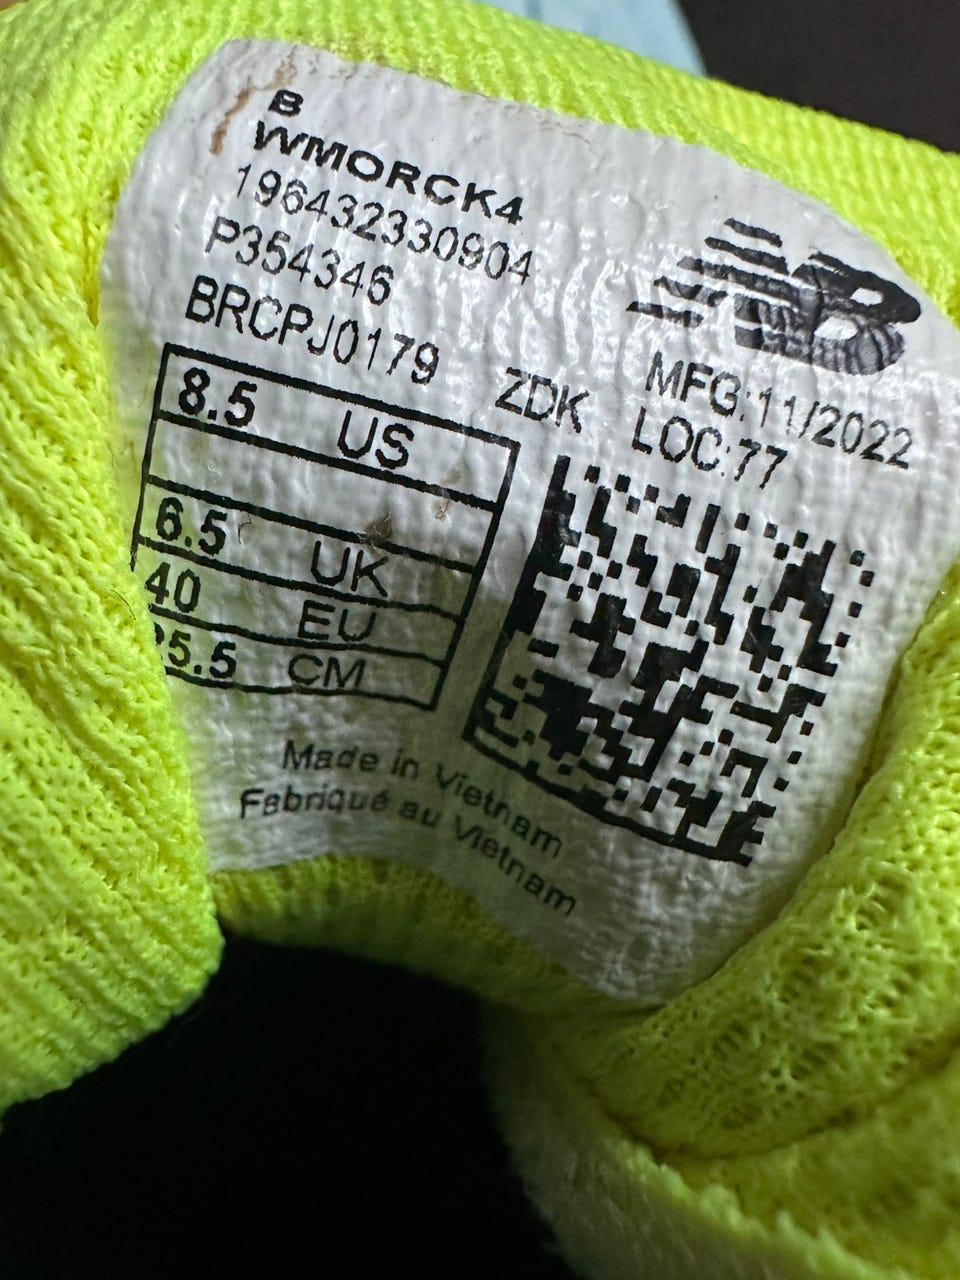 B
WMORCK4
196432330904
P354346
BRCPJ0179
ZDK
NB
MFG:11/2022
LOC:77
8.5 US
6.5 UK
40 EU
25.5 CM
Made in Vietnam
Fabriqué au Vietnam